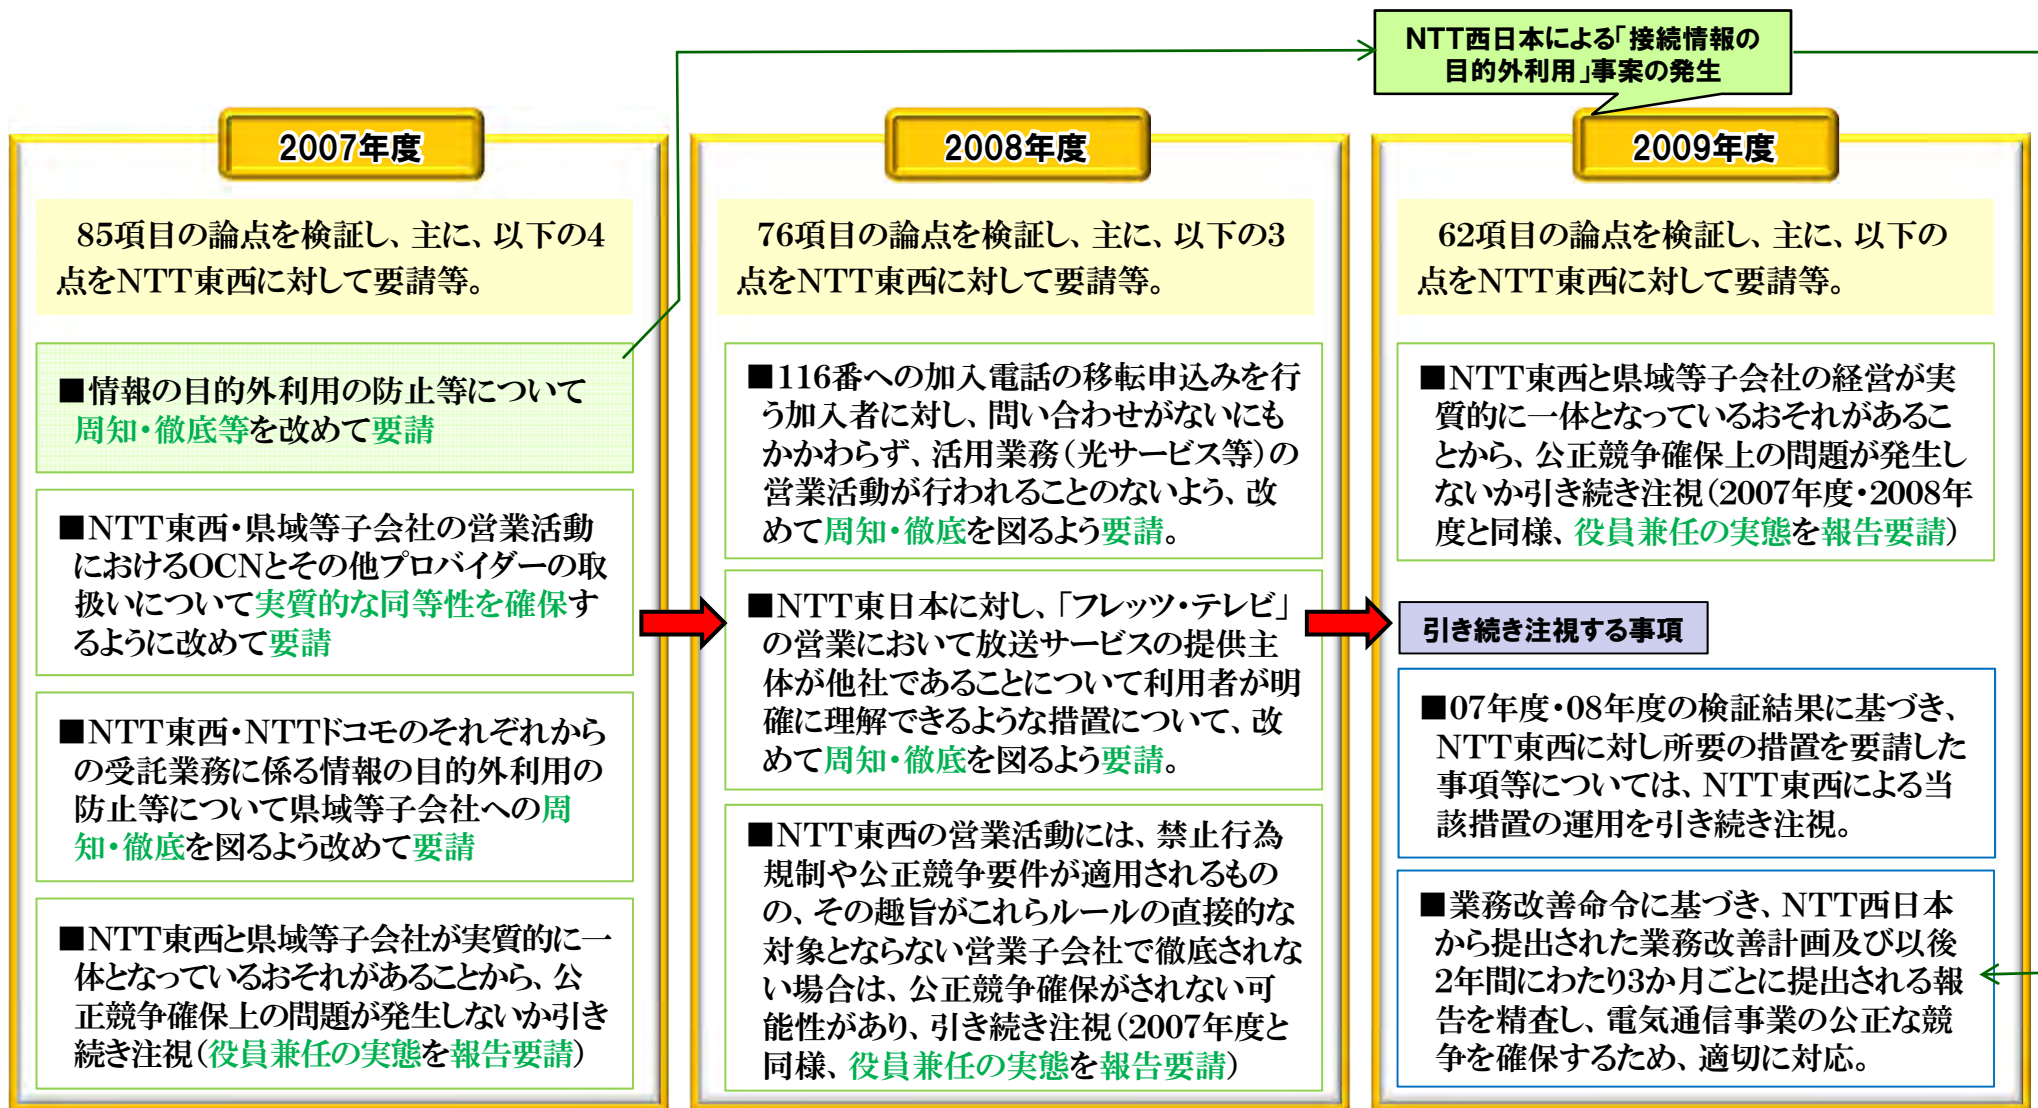 NTT西日本による「接続情報の
目的外利用」事案の発生
2007年度
85項目の論点を検証し、主に、以下の4
点をNTT東西に対して要請等。
■情報の目的外利用の防止等について
周知・徹底等を改めて要請
■NTT東西・県域等子会社の営業活動
におけるOCNとその他プロバイダーの取
扱いについて実質的な同等性を確保す
るように改めて要請
■NTT東西・NTTドコモのそれぞれから
の受託業務に係る情報の目的外利用の
防止等について県域等子会社への周
知・徹底を図るよう改めて要請
■NTT東西と県域等子会社が実質的に一
体となっているおそれがあることから、公
正競争確保上の問題が発生しないか引き
続き注視(役員兼任の実態を報告要請)
2008年度
76項目の論点を検証し、主に、以下の3
点をNTT東西に対して要請等。
■116番への加入電話の移転申込みを行
う加入者に対し、問い合わせがないにも
かかわらず、活用業務(光サービス等)の
営業活動が行われることのないよう、改
めて周知・徹底を図るよう要請。
■NTT東日本に対し、「フレッツ・テレビ」
の営業において放送サービスの提供主
体が他社であることについて利用者が明
確に理解できるような措置について、改
めて周知・徹底を図るよう要請。
■NTT東西の営業活動には、禁止行為
規制や公正競争要件が適用されるもの
の、その趣旨がこれらルールの直接的な
対象とならない営業子会社で徹底されな
い場合は、公正競争確保がされない可
能性があり、引き続き注視(2007年度と
同様、役員兼任の実態を報告要請)
2009年度
62項目の論点を検証し、主に、以下の
点をNTT東西に対して要請等。
■NTT東西と県域等子会社の経営が実
質的に一体となっているおそれがあるこ
とから、公正競争確保上の問題が発生し
ないか引き続き注視(2007年度・2008年
度と同様、役員兼任の実態を報告要請)
引き続き注視する事項
■07年度・08年度の検証結果に基づき、
NTT東西に対し所要の措置を要請した
事項等については、NTT東西による当
該措置の運用を引き続き注視。
■業務改善命令に基づき、NTT西日本
から提出された業務改善計画及び以後
2年間にわたり3か月ごとに提出される報
告を精査し、電気通信事業の公正な競
争を確保するため、適切に対応。